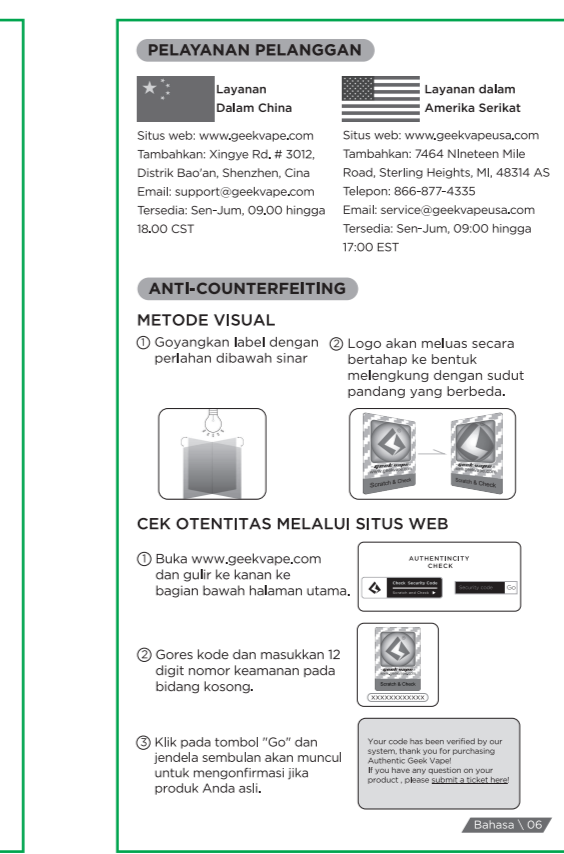 PELAYANAN PELANGGAN
Layanan
Dalam China
Situs web: www.geekvape.com
Tambahkan: Xingye Rd. # 3012,
Distrik Bao'an, Shenzhen, Cina
Email: support@geekvape.com
Tersedia: Sen-Jum, 09.00 hingga
18.00 CST
Layanan dalam
Amerika Serikat
Situs web: www.geekvapeusa.com
Tambahkan: 7464 NIneteen Mile
Road, Sterling Heights, MI, 48314 AS
Telepon: 866-877-4335
Email: service@geekvapeusa.com
Tersedia: Sen-Jum, 09:00 hingga
17:00 EST
ANTI-COUNTERFEITING
METODE VISUAL
① Goyangkan label dengan
perlahan dibawah sinar
② Logo akan meluas secara
bertahap ke bentuk
melengkung dengan sudut
pandang yang berbeda.
geek vape
Scratch & Check
geek vape
Scratch & Check
CEK OTENTITAS MELALUI SITUS WEB
① Buka www.geekvape.com
dan gulir ke kanan ke
bagian bawah halaman utama.
AUTHENTINCITY
CHECK
Check Security Code
Scratch and Check
Security Code
Go
② Gores kode dan masukkan 12
digit nomor keamanan pada
bidang kosong.
geek vape
Scratch & Check
XXXXXXXXXXXX
③ Klik pada tombol "Go" dan
jendela sembulan akan muncul
untuk mengonfirmasi jika
produk Anda asli.
Your code has been verified by our
system, thank you for purchasing
Authentic Geek Vape!
If you have any question on your
product , please submit a ticket here!
Bahasa \ 06